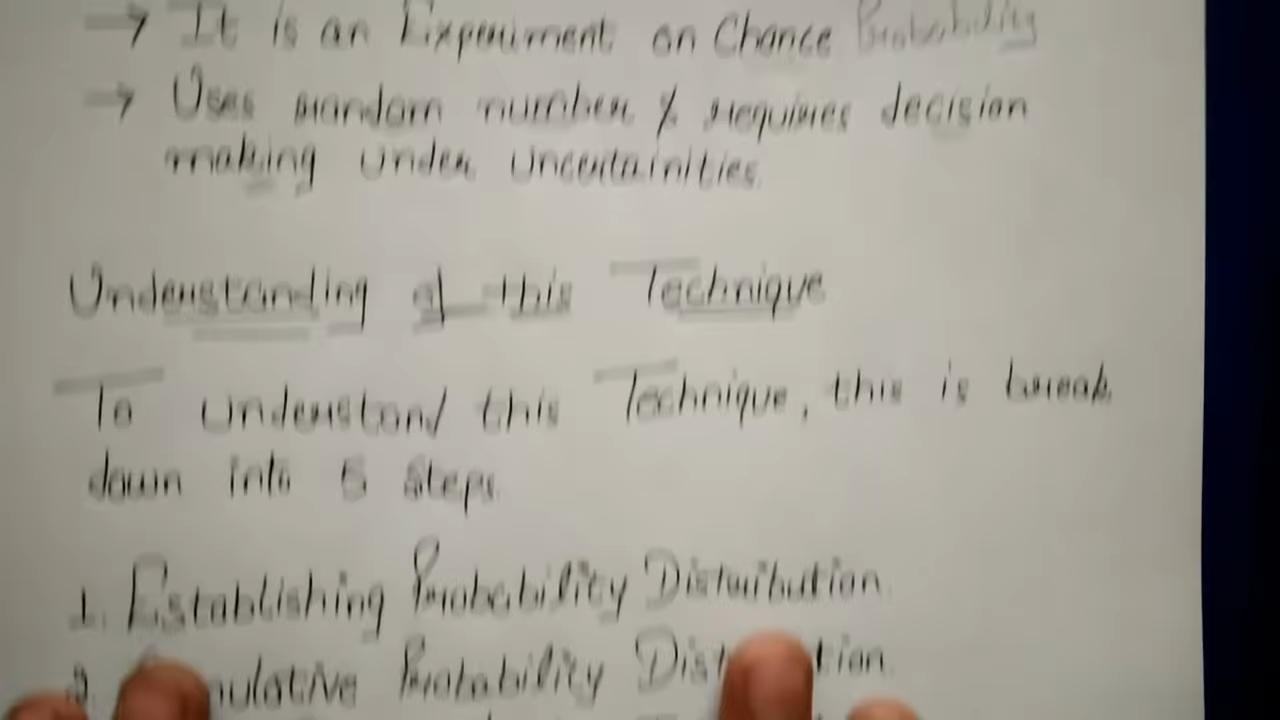 → It is an Experiment on Chance Probability
→ Uses random number & requires decision
making under uncertainities.
Understanding of this Technique
To understand this Technique, this is break
down into 5 steps.
1. Establishing Probability Distribution
2. Probability